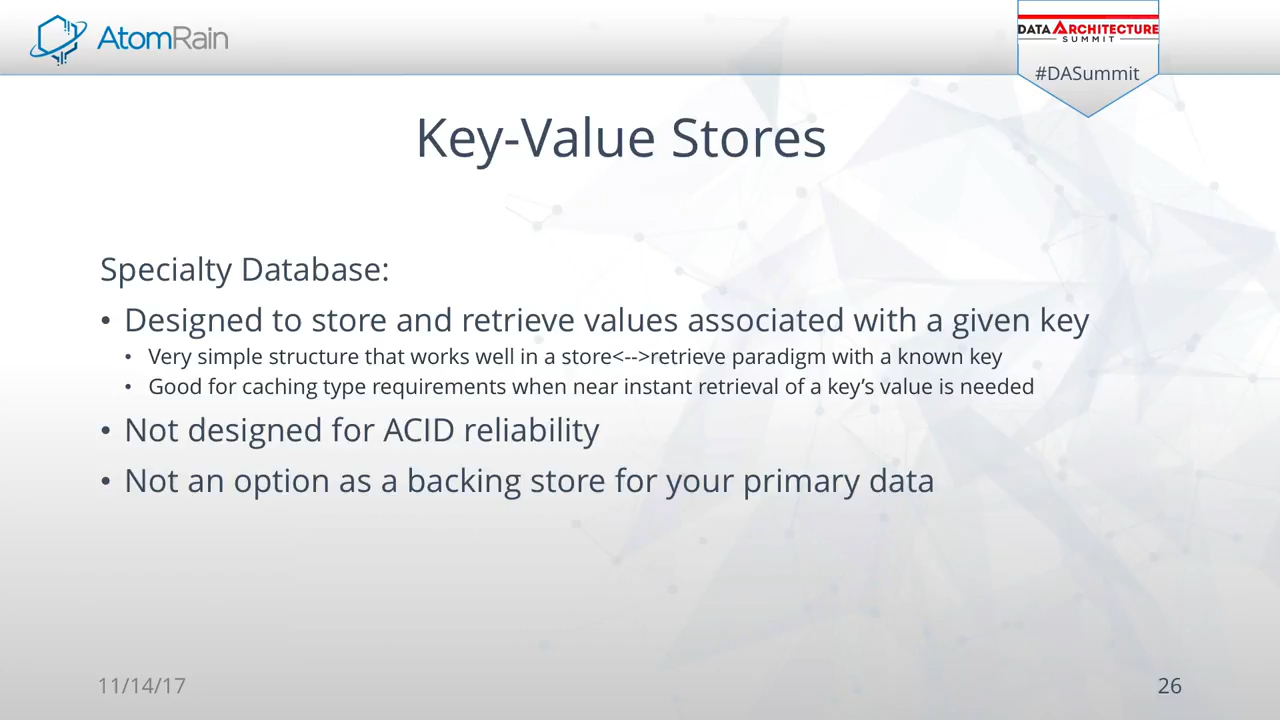 AtomRain
DATA ARCHITECTURE
SUMMIT
#DASummit
Key-Value Stores
Specialty Database:
• Designed to store and retrieve values associated with a given key
• Very simple structure that works well in a store<-->retrieve paradigm with a known key
• Good for caching type requirements when near instant retrieval of a key’s value is needed
• Not designed for ACID reliability
• Not an option as a backing store for your primary data
11/14/17
26